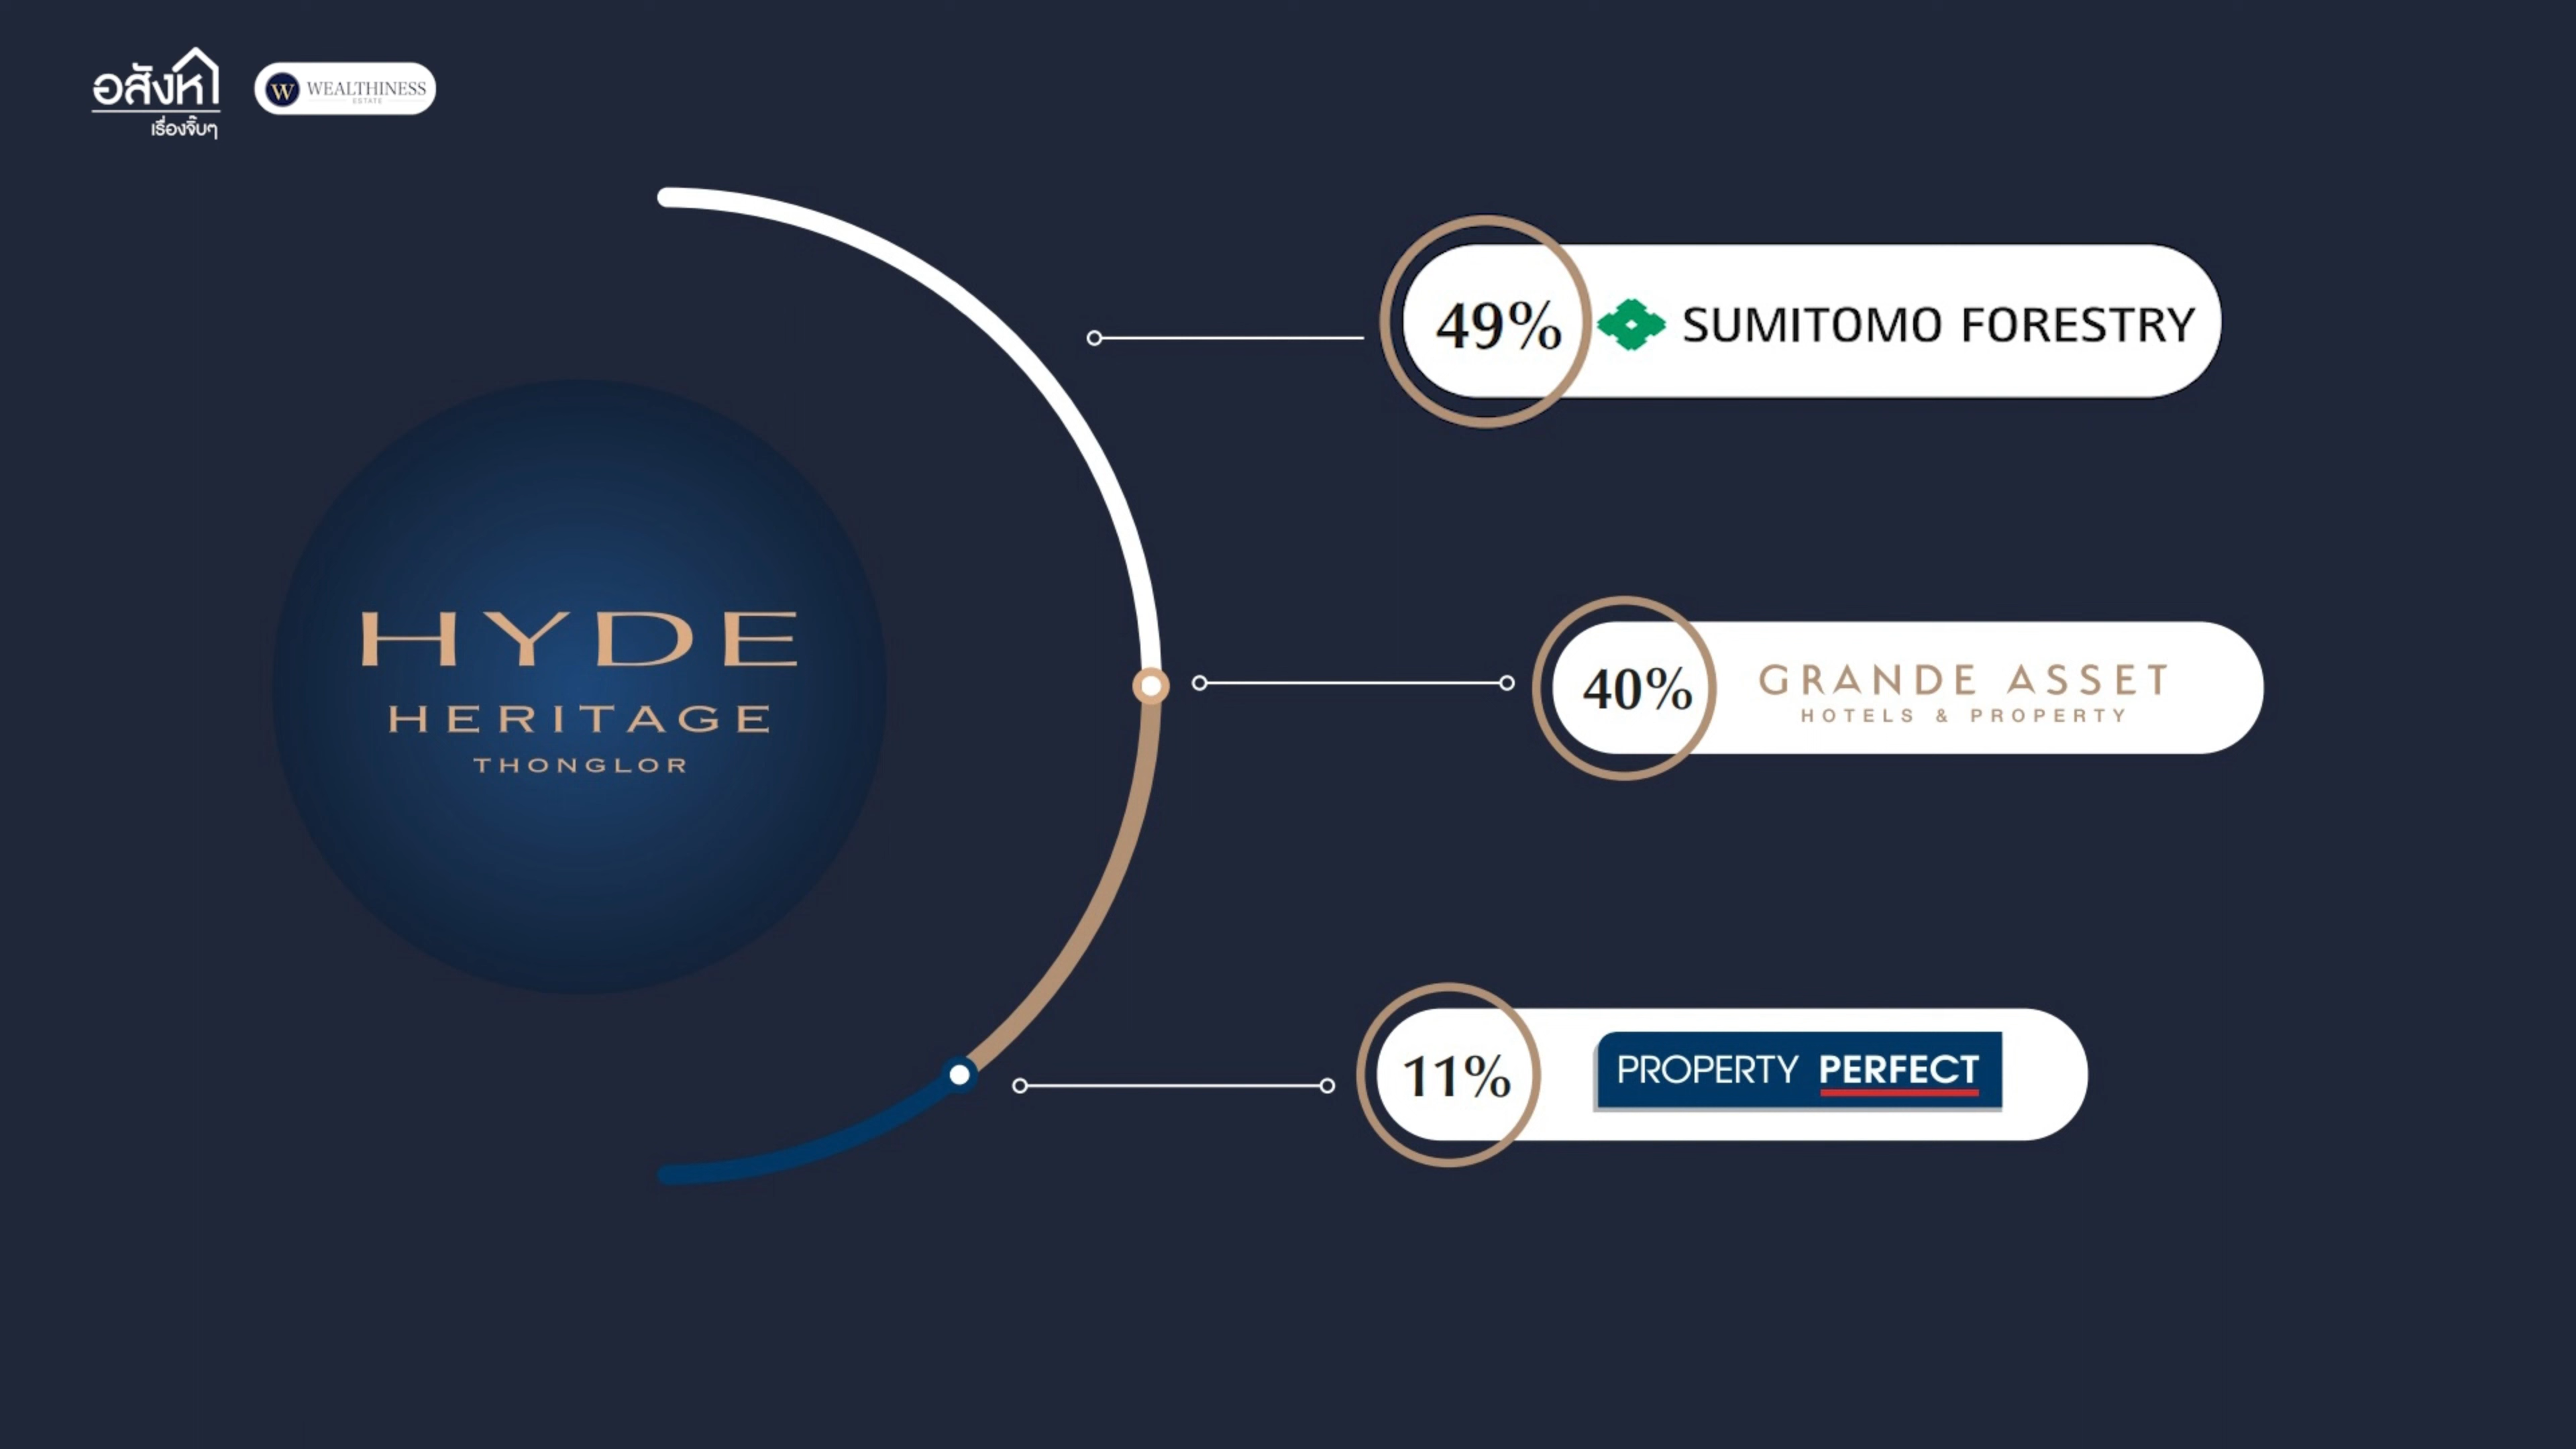 อสังหา
เรื่องจิ๊บๆ
W WEALTHINESS
ESTATE
HYDE
HERITAGE
THONGLOR
49% SUMITOMO FORESTRY
40% GRANDE ASSET
HOTELS & PROPERTY
11% PROPERTY PERFECT